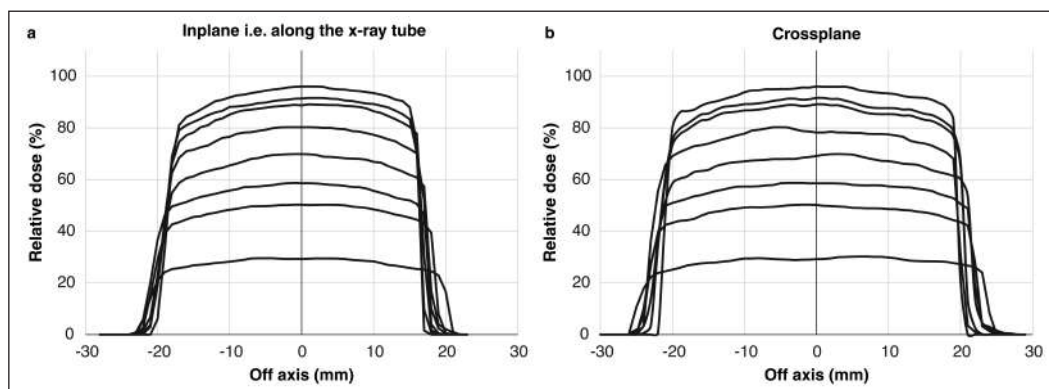 a Inplane i.e. along the x-ray tube
Relative dose (%)
100
80
60
40
20
0
-30 -20 -10 0 10 20 30
Off axis (mm)
b Crossplane
Relative dose (%)
100
80
60
40
20
0
-30 -20 -10 0 10 20 30
Off axis (mm)